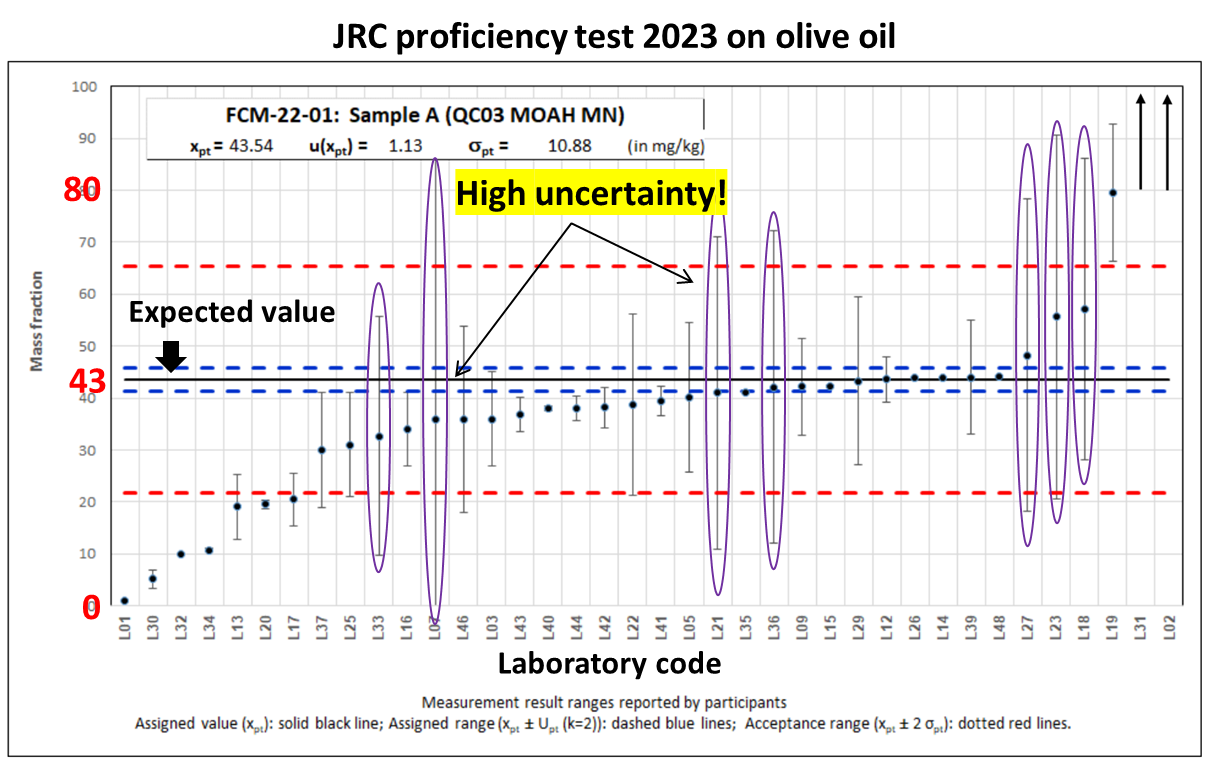 JRC proficiency test 2023 on olive oil
100
FCM-22-01: Sample A (QC03 MOAH MN)
xpt = 43.54 u(xpt) = 1.13 σpt = 10.88 (in mg/kg)
90
80
High uncertainty!
70
60
Mass fraction
Expected value
50
43
40
30
20
10
0
L01 L30 L32 L34 L13 L20 L17 L37 L25 L33 L16 L46 L03 L43 L40 L44 L42 L22 L41 L05 L21 L35 L36 L09 L15 L29 L12 L26 L14 L39 L48 L27 L23 L18 L19 L31 L02
Laboratory code
Measurement result ranges reported by participants
Assigned value (xpt): solid black line; Assigned range (xpt ± Upt (k=2)): dashed blue lines; Acceptance range (xpt ± 2 σpt): dotted red lines.